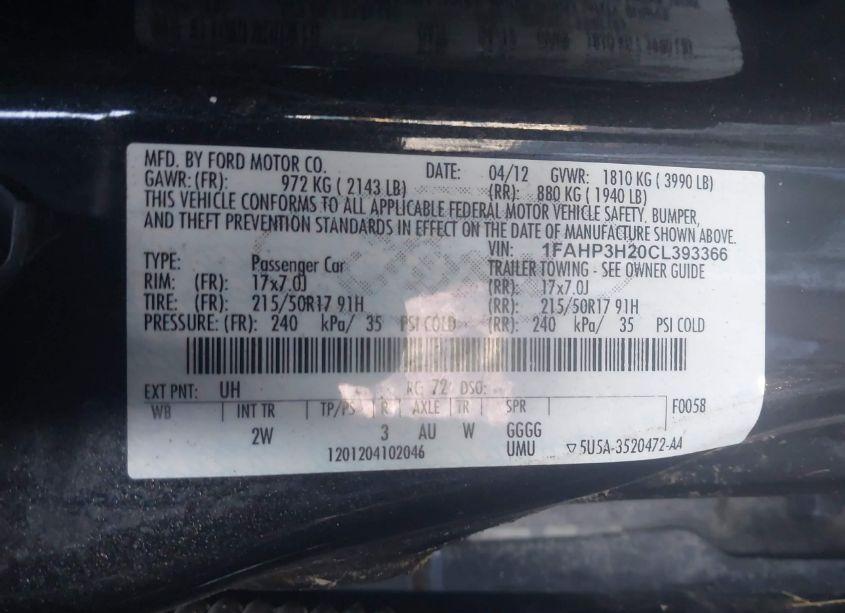 MFD. BY FORD MOTOR CO. DATE: 04/12 GVWR: 1810 KG ( 3990 LB)
GAWR: (FR): 972 KG ( 2143 LB) (RR): 880 KG ( 1940 LB)
THIS VEHICLE CONFORMS TO ALL APPLICABLE FEDERAL MOTOR VEHICLE SAFETY, BUMPER,
AND THEFT PREVENTION STANDARDS IN EFFECT ON THE DATE OF MANUFACTURE SHOWN ABOVE.
VIN: 1FAHP3H20CL393366
TYPE: Passenger Car TRAILER TOWING - SEE OWNER GUIDE
RIM: (FR): 17x7.0J (RR): 17x7.0J
TIRE: (FR): 215/50R17 91H (RR): 215/50R17 91H
PRESSURE: (FR): 240 kPa/ 35 PSI COLD (RR): 240 kPa/ 35 PSI COLD
EXT PNT: UH RC: 72 DSO:
WB INT TR TP/PS R AXLE TR SPR F0058
2W 3 AU W GGGG
1201204102046 UMU ▽5U5A-3520472-AA